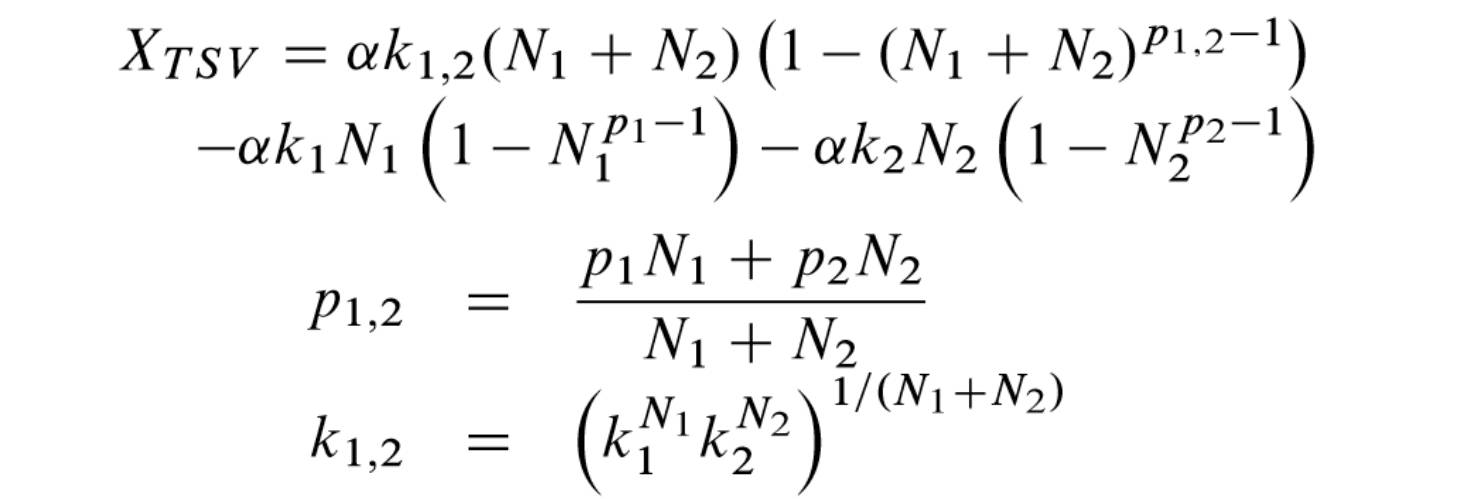 X_{TSV} = αk_{1,2}(N_1 + N_2) (1 − (N_1 + N_2)^{p_{1,2}−1})
−αk_1N_1 (1 − N_1^{p_1−1}) − αk_2N_2 (1 − N_2^{p_2−1})
p_{1,2} = \frac{p_1N_1 + p_2N_2}{N_1 + N_2}
k_{1,2} = (k_1^{N_1} k_2^{N_2})^{1/(N_1+N_2)}